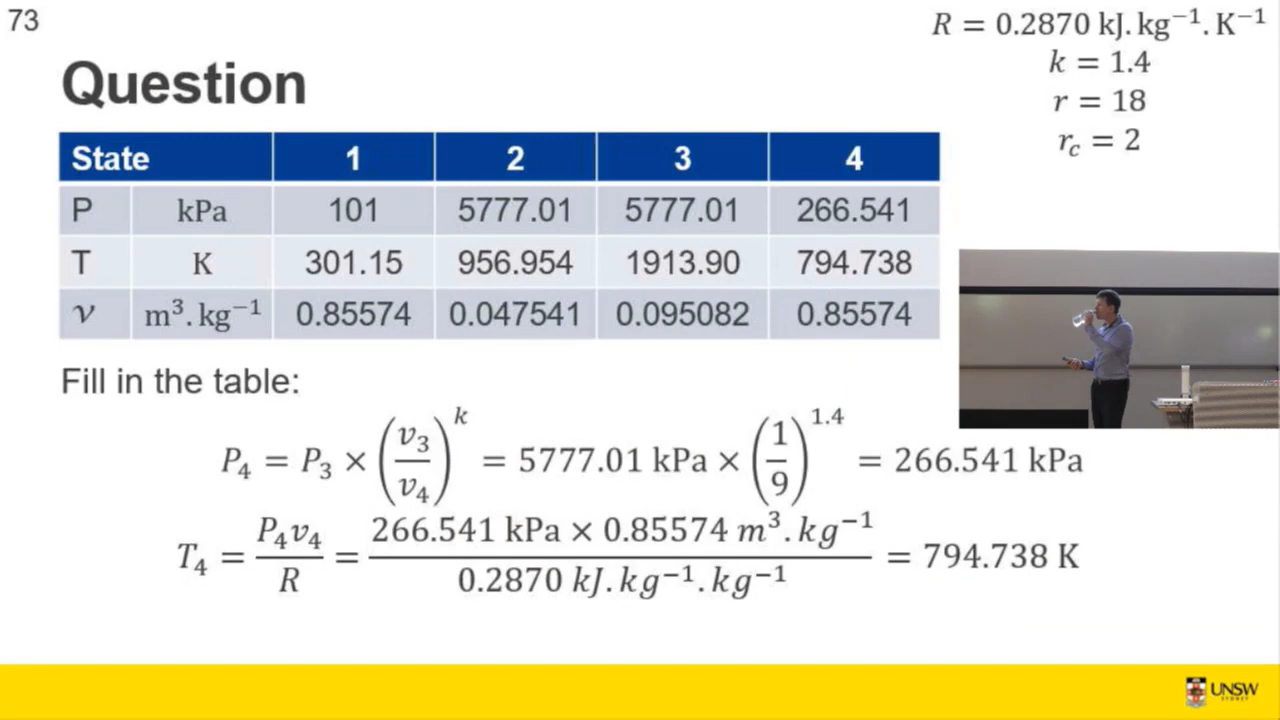 73
R = 0.2870 kJ.kg⁻¹.K⁻¹
k = 1.4
r = 18
r_c = 2
Question
State 1 2 3 4
P kPa 101 5777.01 5777.01 266.541
T K 301.15 956.954 1913.90 794.738
ν m³.kg⁻¹ 0.85574 0.047541 0.095082 0.85574
Fill in the table:
P₄ = P₃ × (v₃/v₄)ᵏ = 5777.01 kPa × (1/9)¹·⁴ = 266.541 kPa
T₄ = P₄v₄/R = 266.541 kPa × 0.85574 m³.kg⁻¹ / 0.2870 kJ.kg⁻¹.kg⁻¹ = 794.738 K
UNSW
SYDNEY